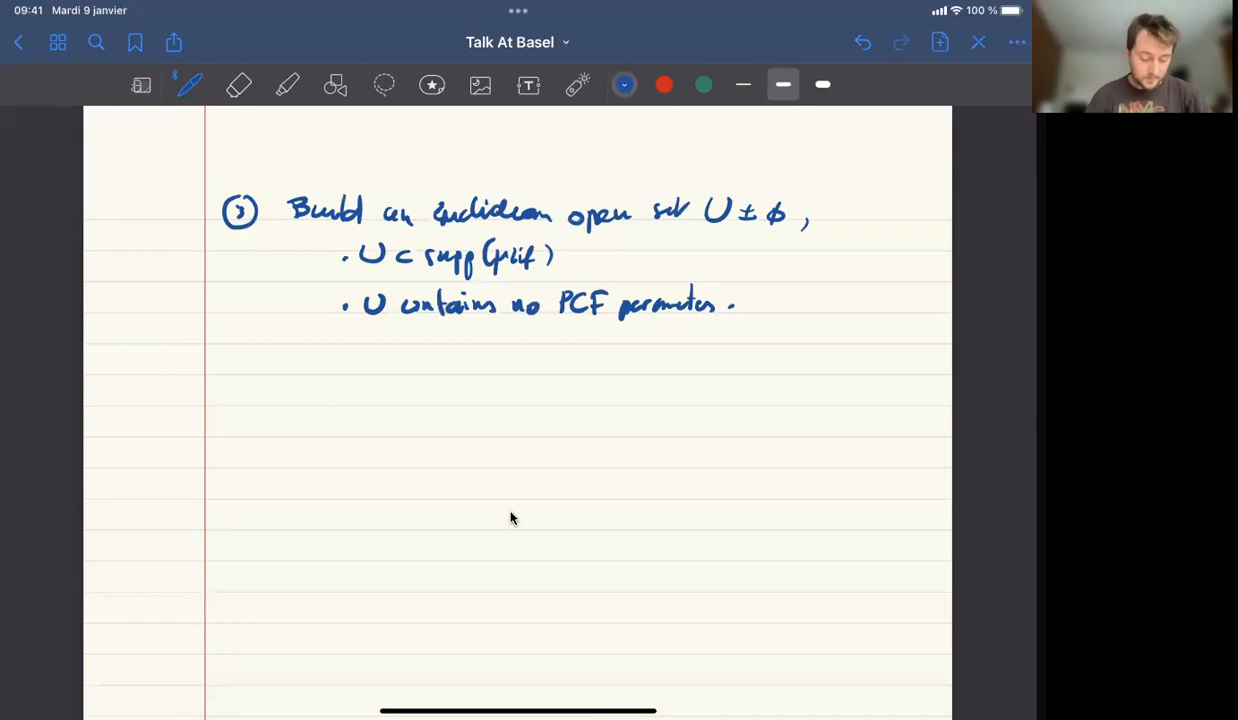 09:41 Mardi 9 janvier
100 %
Talk At Basel
③ Build an Euclidean open set U ≠ ϕ,
· U ⊂ supp(μbif)
· U contains no PCF parameter.